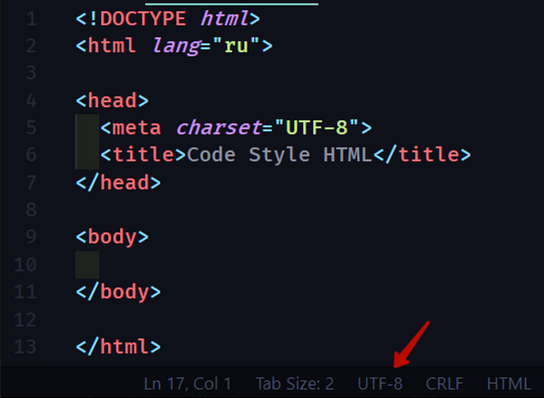 1 <!DOCTYPE html>
2 <html lang="ru">
3
4 <head>
5 <meta charset="UTF-8">
6 <title>Code Style HTML</title>
7 </head>
8
9 <body>
10
11 </body>
12
13 </html>
Ln 17, Col 1 Tab Size: 2 UTF-8 CRLF HTML